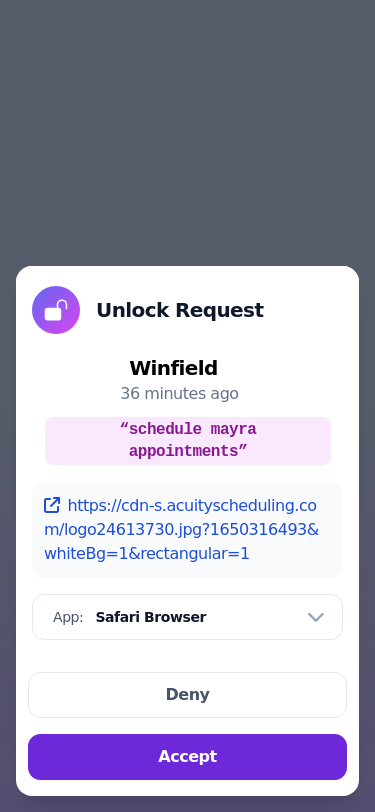 Unlock Request
Winfield
36 minutes ago
“schedule mayra
appointments”
https://cdn-s.acuityscheduling.co
m/logo24613730.jpg?1650316493&
whiteBg=1&rectangular=1
App: Safari Browser
Deny
Accept